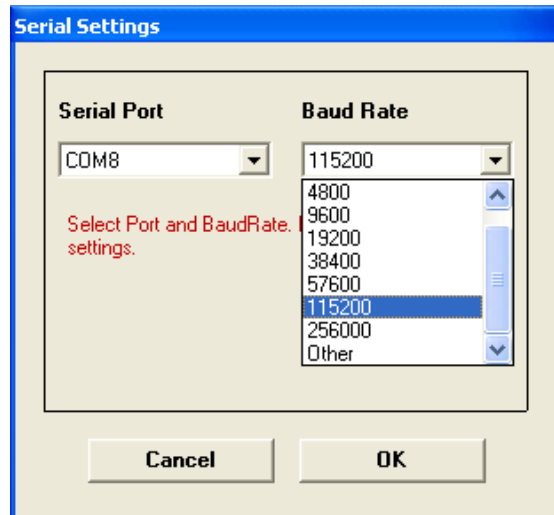 Serial Settings
Serial Port
Baud Rate
COM8
115200
4800
9600
19200
38400
57600
115200
256000
Other
Select Port and BaudRate.
settings.
Cancel
OK